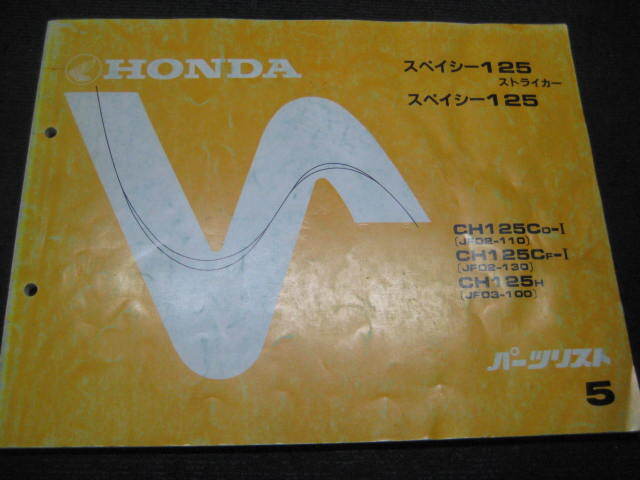 HONDA
スペイシー125
ストライカー
スペイシー125
CH125CD-I
(JF02-110)
CH125CF-I
(JF02-130)
CH125H
(JF03-100)
パーツリスト
5